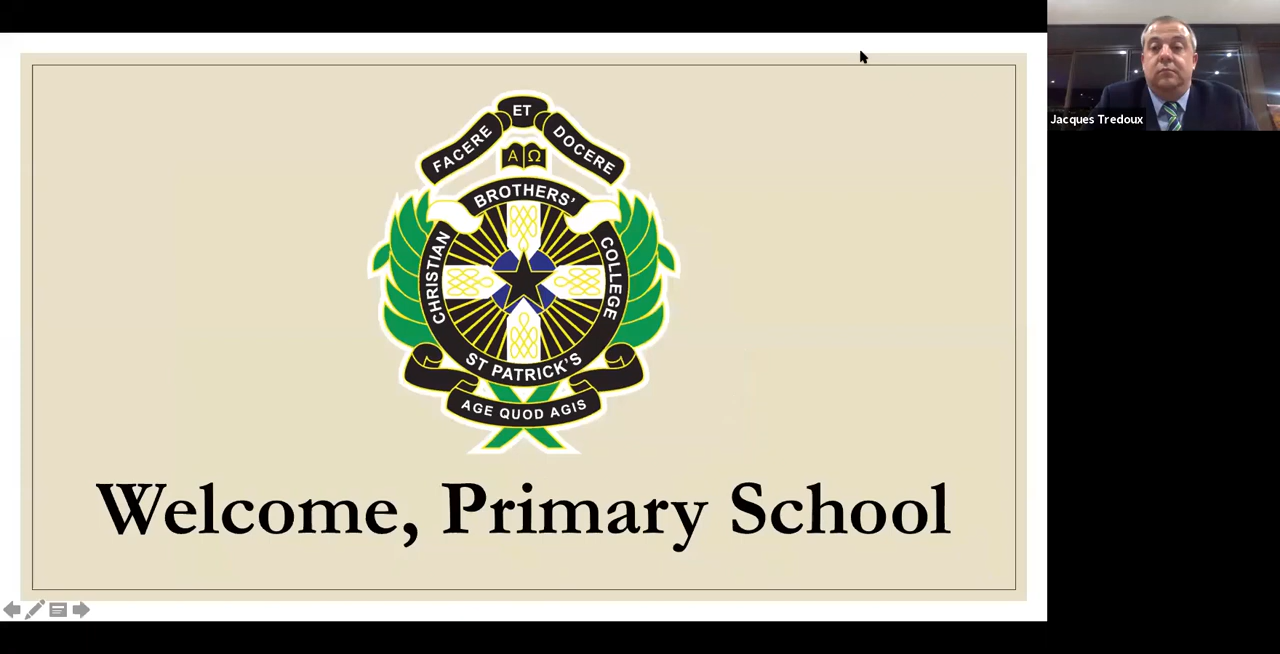 FACERE ET DOCERE
Α Ω
CHRISTIAN BROTHERS' COLLEGE
ST PATRICK'S
AGE QUOD AGIS
Welcome, Primary School
Jacques Tredoux